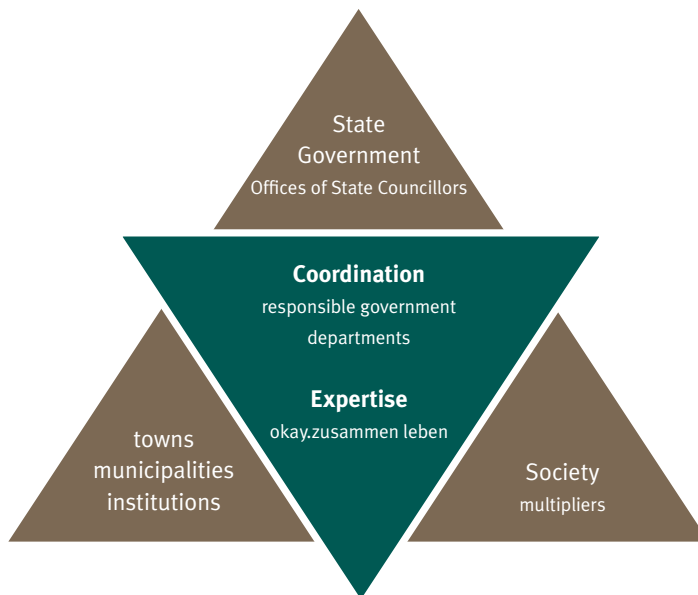 State
Government
Offices of State Councillors
Coordination
responsible government
departments
Expertise
okay.zusammen leben
towns
municipalities
institutions
Society
multipliers